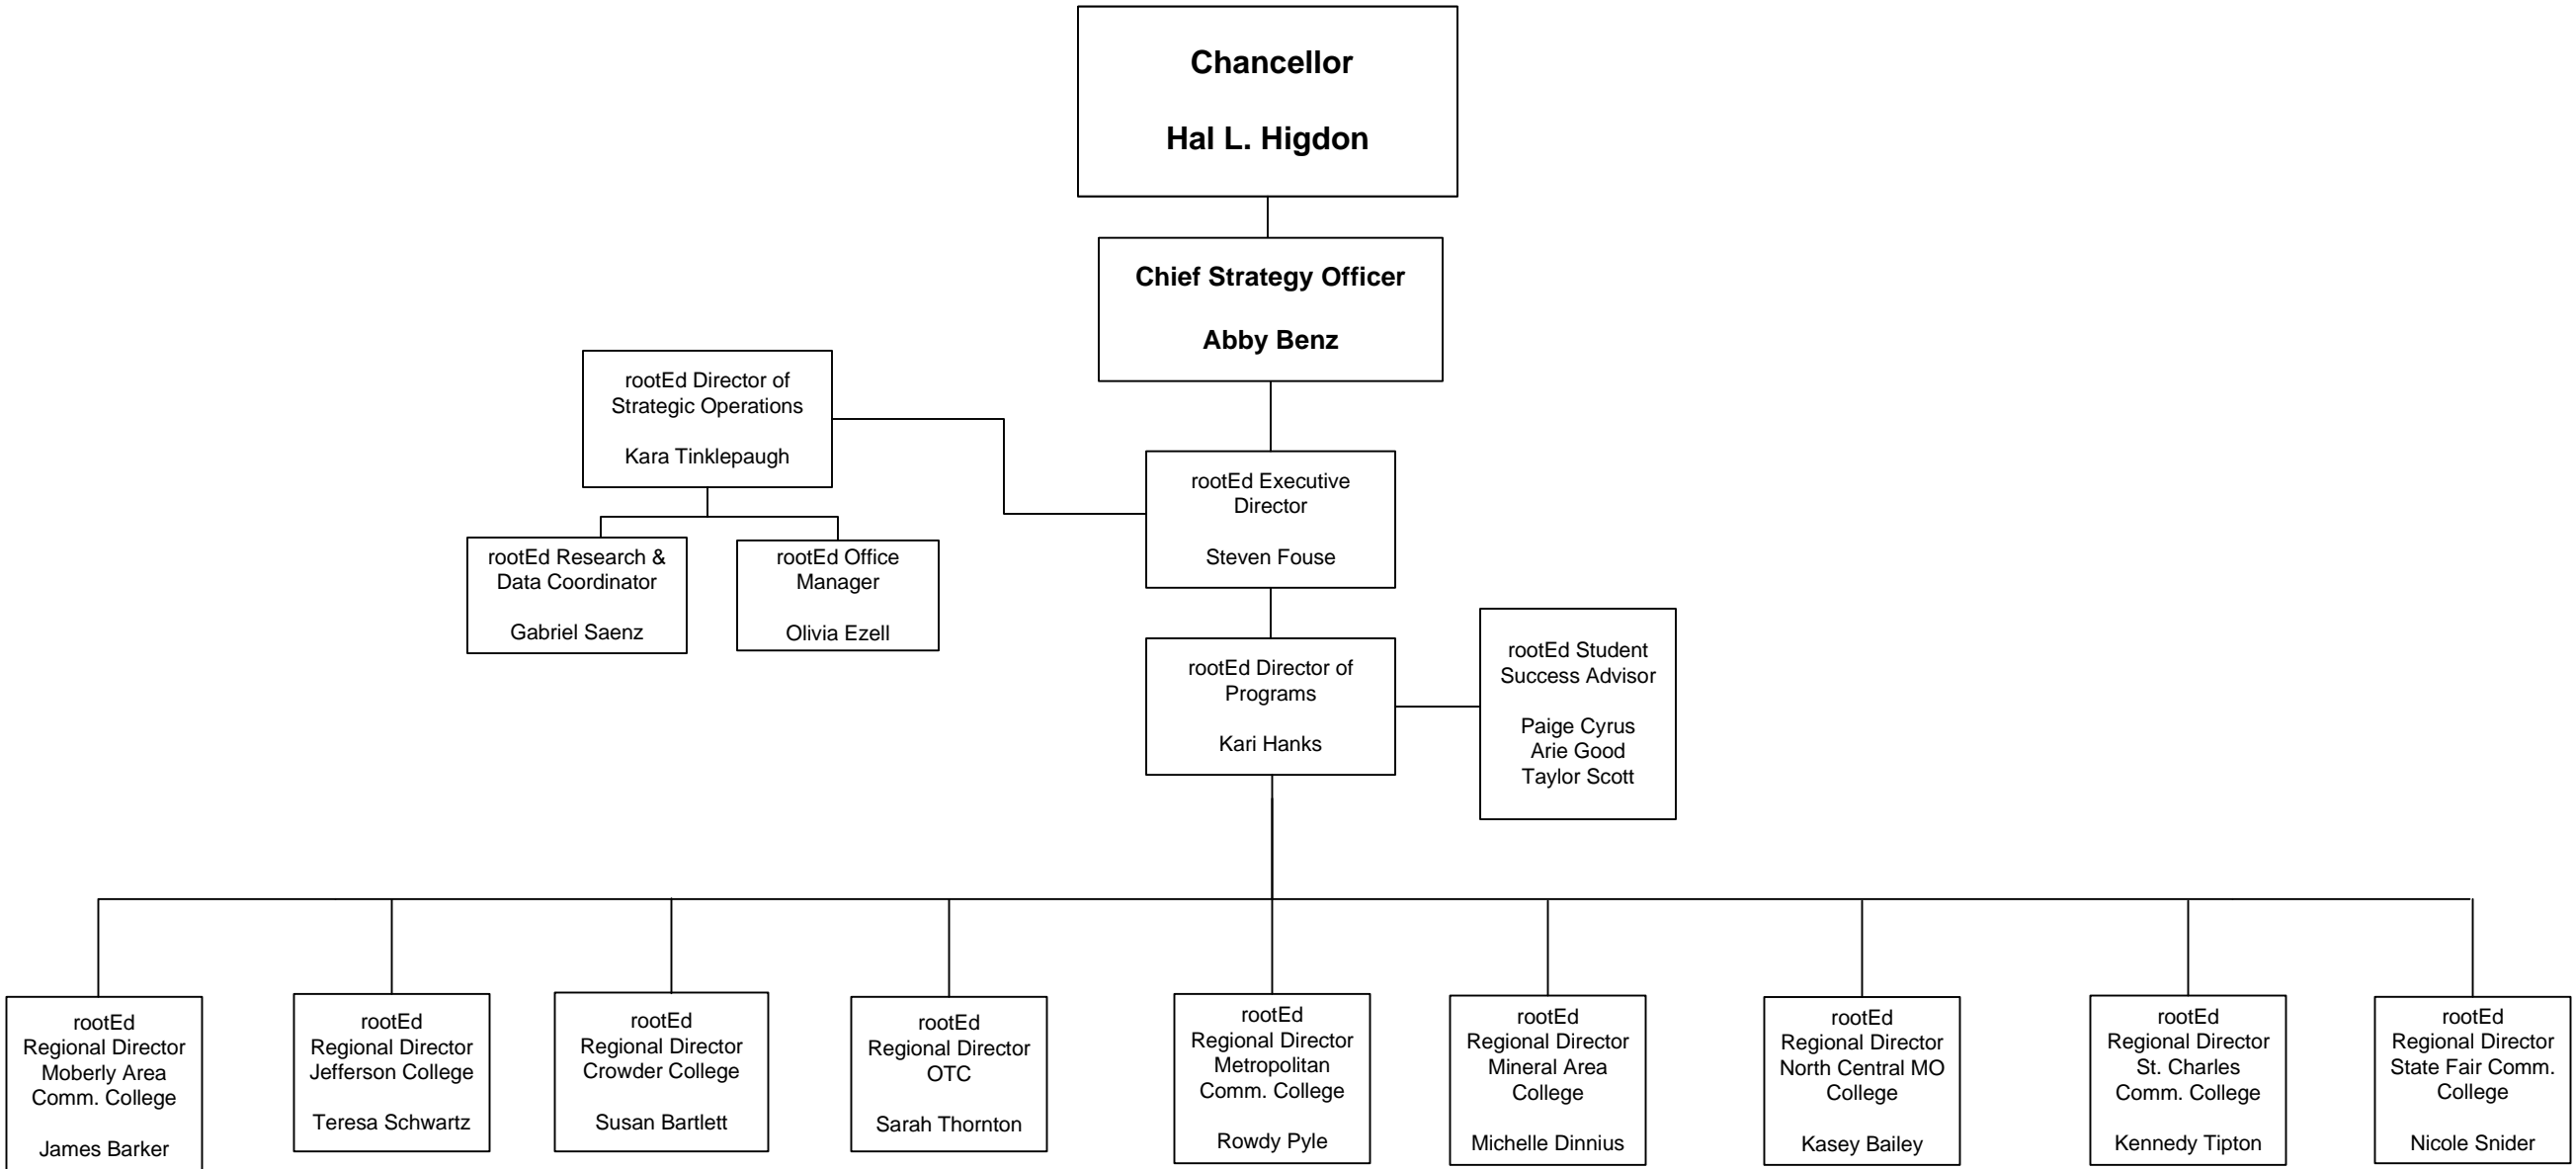 Chancellor
Hal L. Higdon
Chief Strategy Officer
Abby Benz
rootEd Director of
Strategic Operations
Kara Tinklepaugh
rootEd Executive
Director
Steven Fouse
rootEd Research &
Data Coordinator
Gabriel Saenz
rootEd Office
Manager
Olivia Ezell
rootEd Director of
Programs
Kari Hanks
rootEd Student
Success Advisor
Paige Cyrus
Arie Good
Taylor Scott
rootEd
Regional Director
Moberly Area
Comm. College
James Barker
rootEd
Regional Director
Jefferson College
Teresa Schwartz
rootEd
Regional Director
Crowder College
Susan Bartlett
rootEd
Regional Director
OTC
Sarah Thornton
rootEd
Regional Director
Metropolitan
Comm. College
Rowdy Pyle
rootEd
Regional Director
Mineral Area
College
Michelle Dinnius
rootEd
Regional Director
North Central MO
College
Kasey Bailey
rootEd
Regional Director
St. Charles
Comm. College
Kennedy Tipton
rootEd
Regional Director
State Fair Comm.
College
Nicole Snider